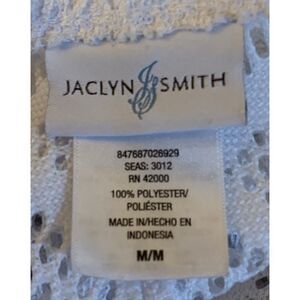 JACLYN JS SMITH
847687026929
SEAS: 3012
RN 42000
100% POLYESTER/
POLIÉSTER
MADE IN/HECHO EN
INDONESIA
M/M